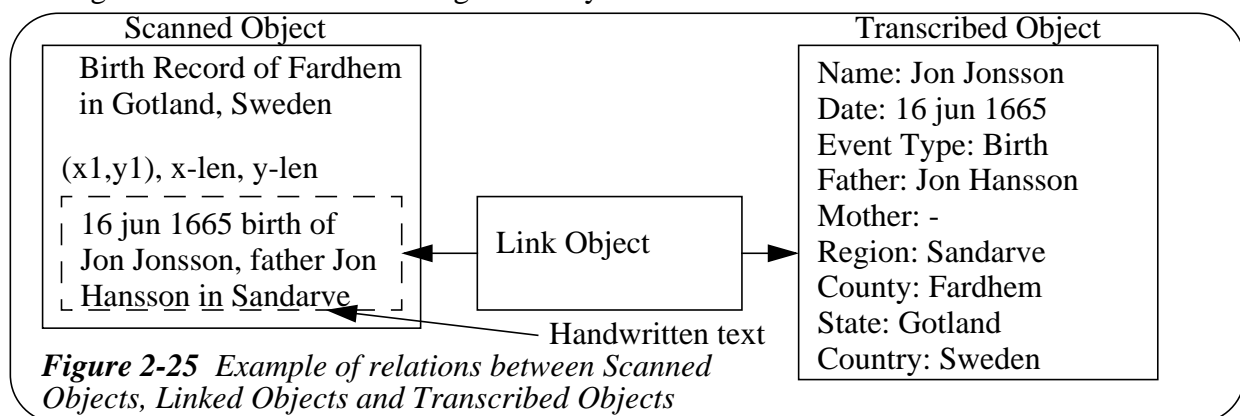 Scanned Object
Birth Record of Fardhem
in Gotland, Sweden
(x1,y1), x-len, y-len
16 jun 1665 birth of
Jon Jonsson, father Jon
Hansson in Sandarve
Link Object
Handwritten text
Transcribed Object
Name: Jon Jonsson
Date: 16 jun 1665
Event Type: Birth
Father: Jon Hansson
Mother: -
Region: Sandarve
County: Fardhem
State: Gotland
Country: Sweden
Figure 2-25 Example of relations between Scanned
Objects, Linked Objects and Transcribed Objects